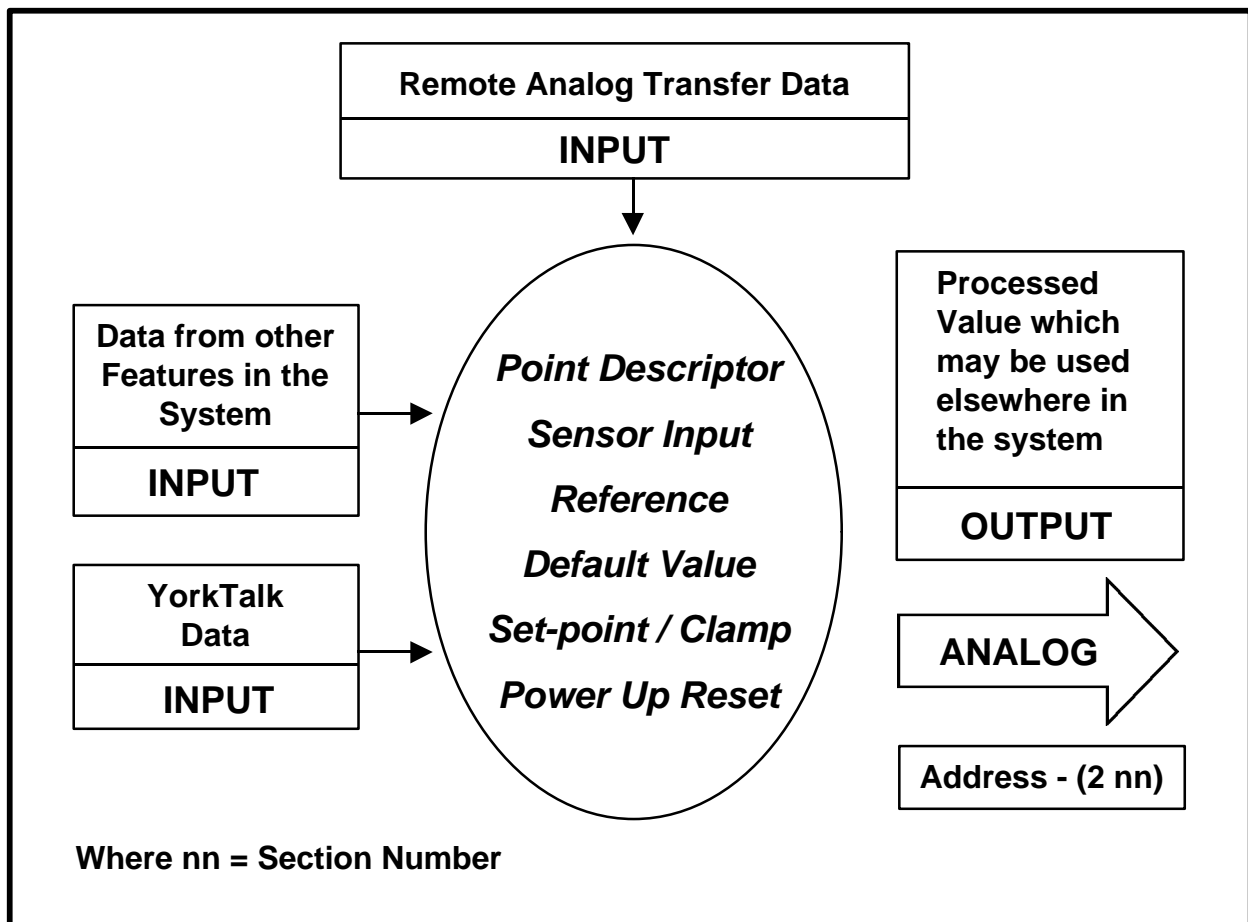 Remote Analog Transfer Data
INPUT
Data from other
Features in the
System
INPUT
YorkTalk
Data
INPUT
Point Descriptor
Sensor Input
Reference
Default Value
Set-point / Clamp
Power Up Reset
Processed
Value which
may be used
elsewhere in
the system
OUTPUT
ANALOG
Address - (2 nn)
Where nn = Section Number